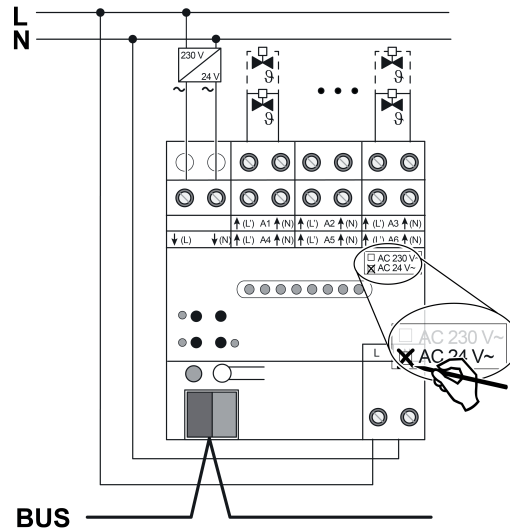 L
N
230 V
24 V
~ ~
ϑ ϑ
ϑ ϑ
↑ (L') A1 ↑ (N) ↑ (L') A2 ↑ (N) ↑ (L') A3 ↑ (N)
↓ (L) ↓ (N) ↑ (L') A4 ↑ (N) ↑ (L') A5 ↑ (N) ↑ (L') A6 ↑ (N)
☐ AC 230 V~
☒ AC 24 V~
☐ AC 230 V~
☒ AC 24 V~
L
BUS